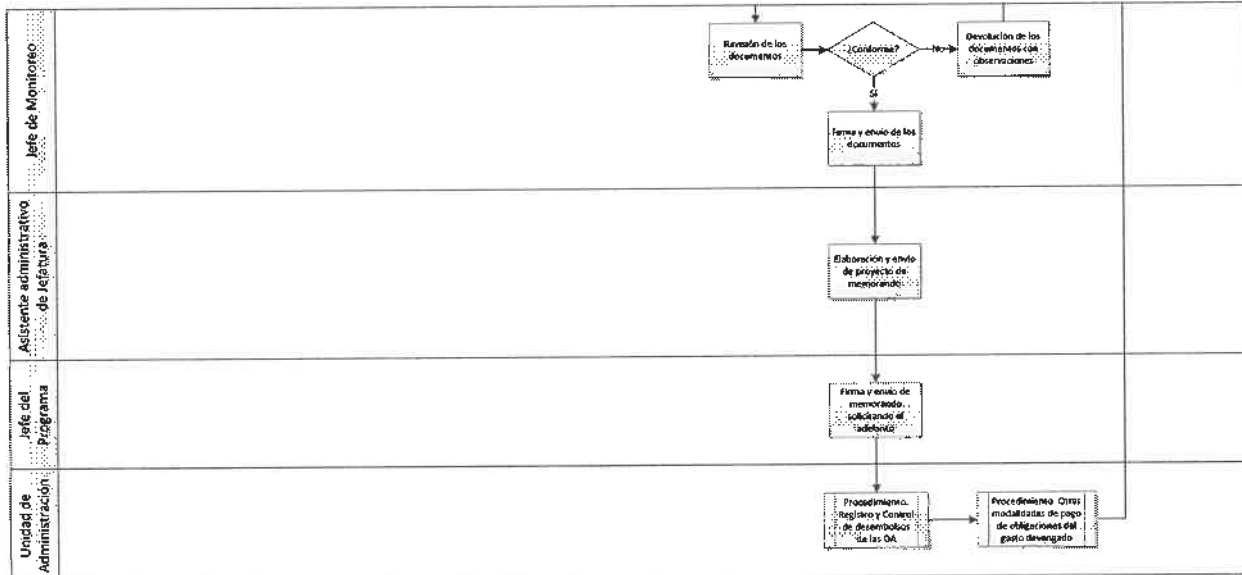 Jefe de Monitoreo
Revisión de los
documentos
¿Conforme?
No
Devolución de los
documentos con
observaciones
Sí
Firma y envío de los
documentos
Asistente administrativo
de Jefatura
Elaboración y envío
de proyecto de
memorando
Jefe del
Programa
Firma y envío de
memorando
solicitando el
adelanto
Unidad de
Administración
Procedimiento.
Registro y Control
de desembolsos
de las OA
Procedimiento. Otras
modalidades de pago
de obligaciones del
gasto devengado